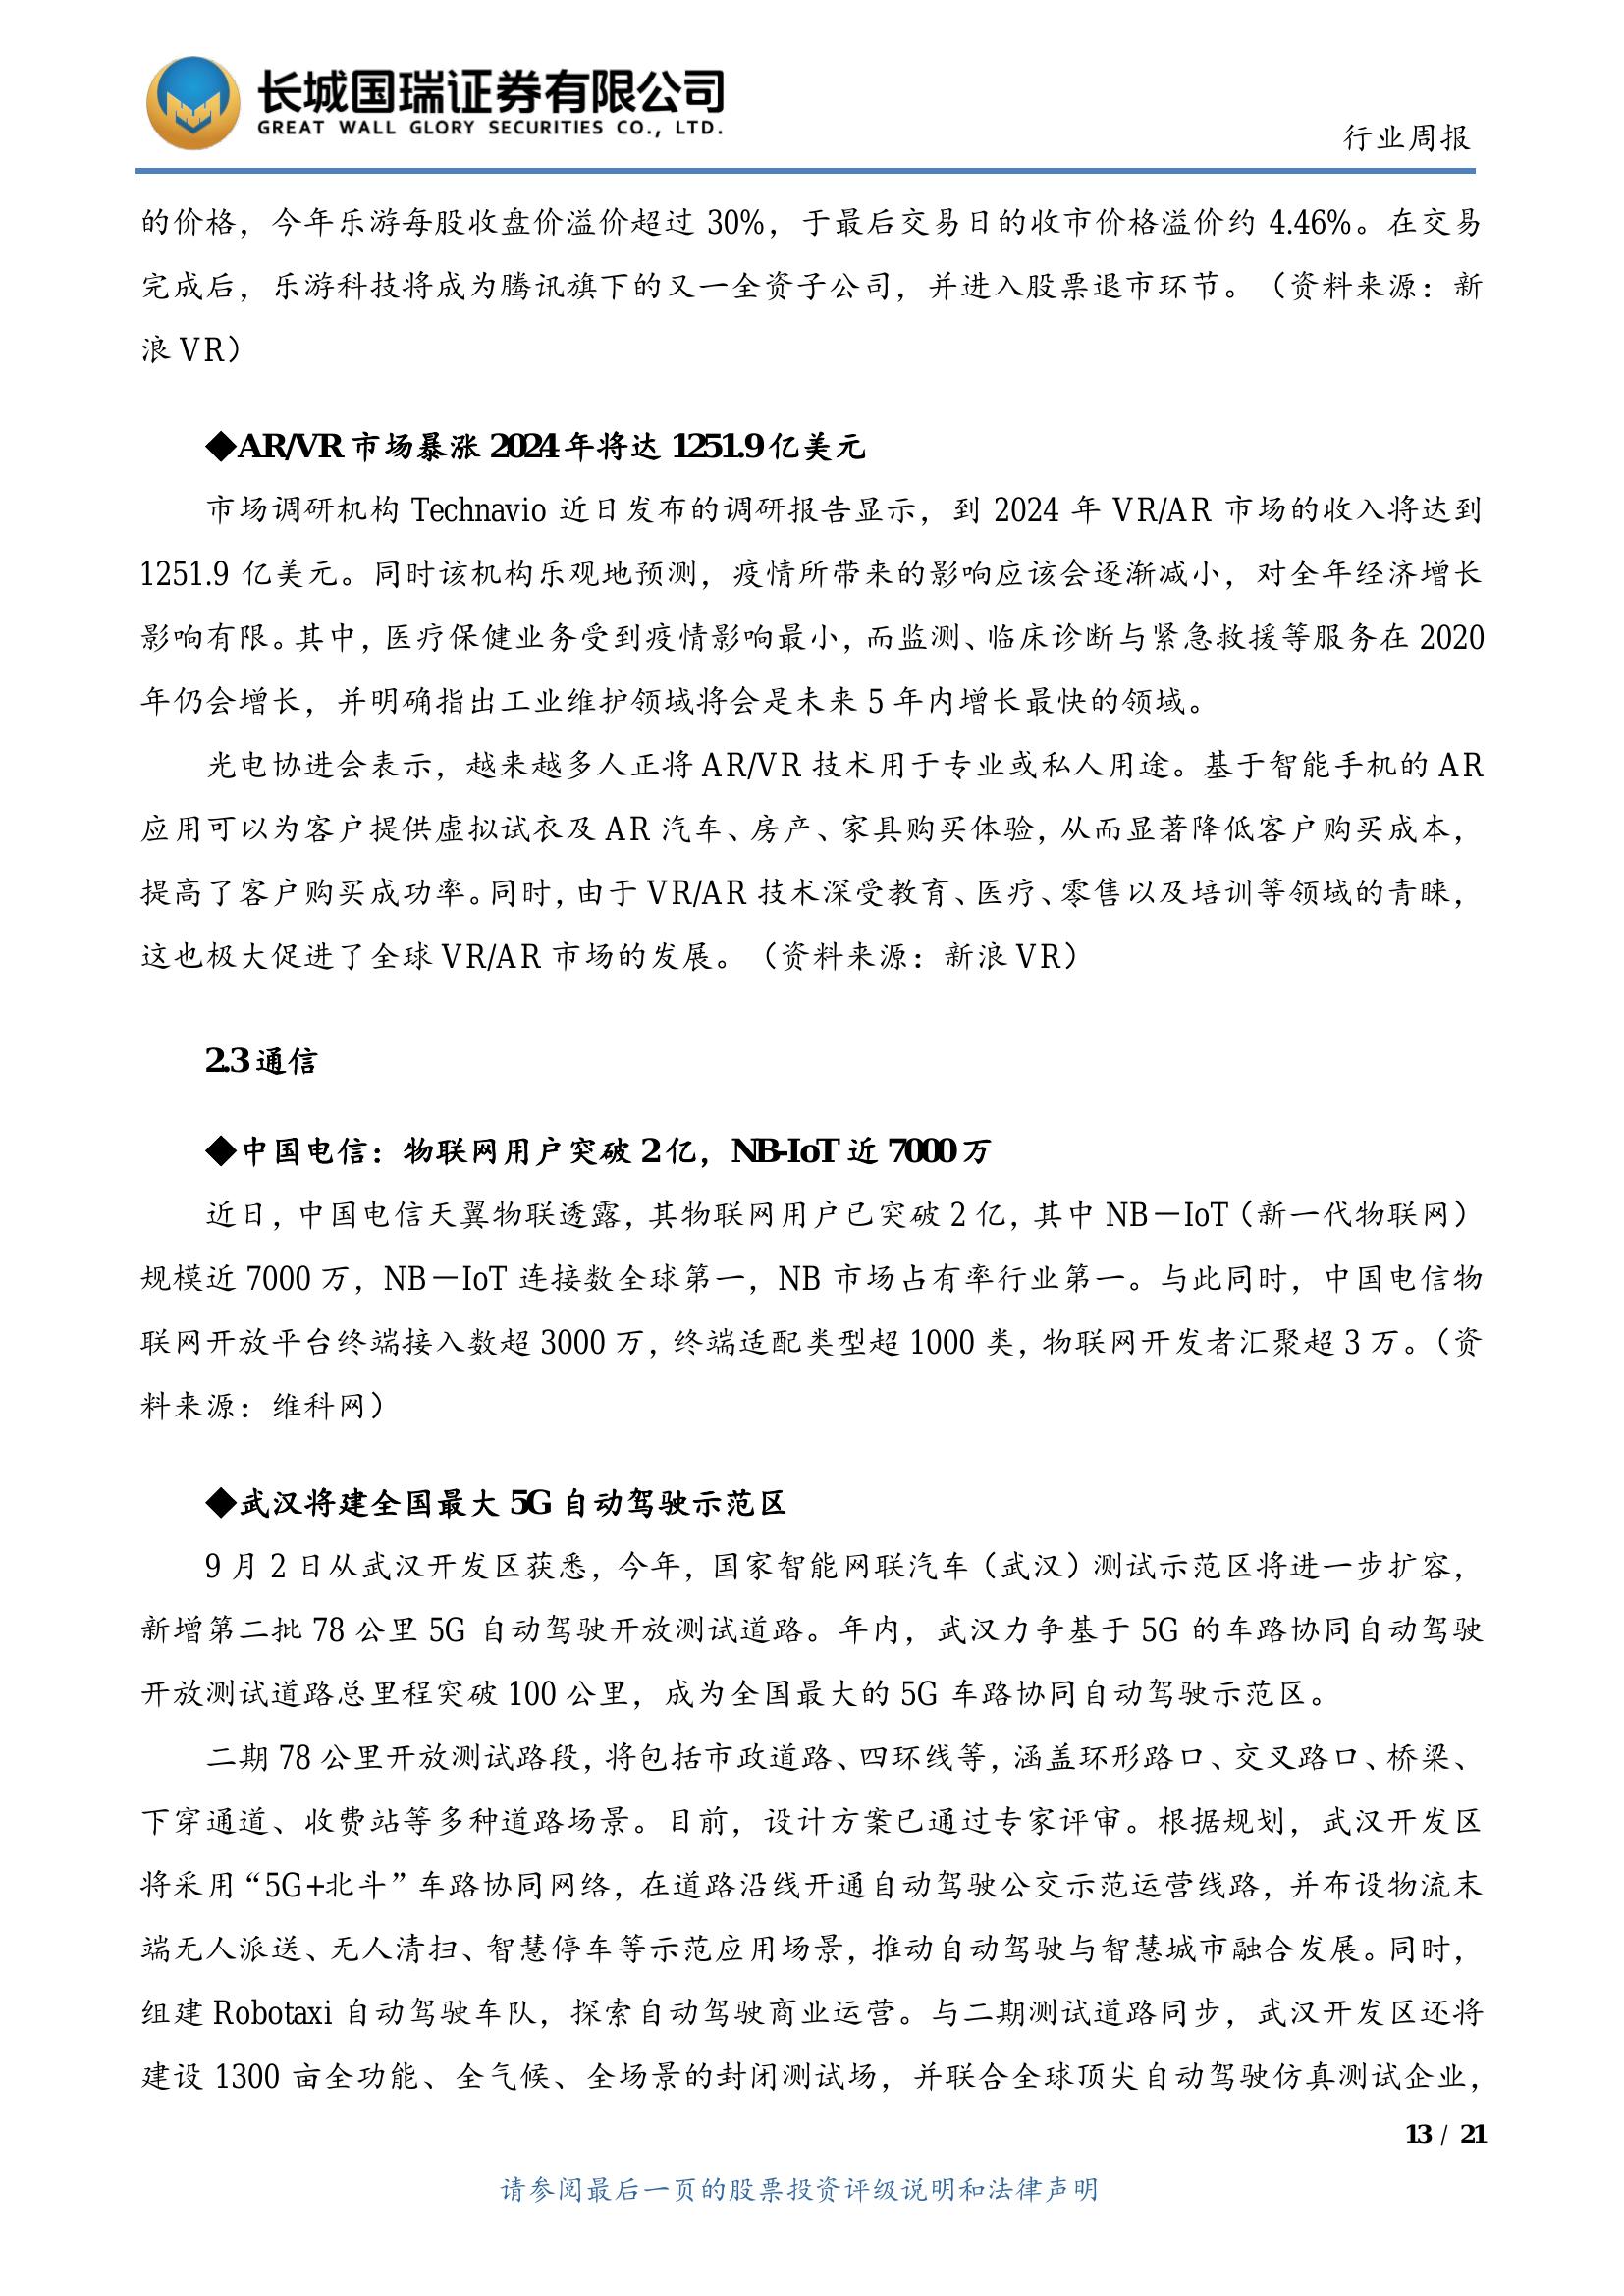 长城国瑞证券有限公司
GREAT WALL GLORY SECURITIES CO., LTD.
行业周报
的价格，今年乐游每股收盘价溢价超过 30%，于最后交易日的收市价格溢价约 4.46%。在交易
完成后，乐游科技将成为腾讯旗下的又一全资子公司，并进入股票退市环节。（资料来源：新
浪 VR）
◆AR/VR 市场暴涨 2024 年将达 1251.9 亿美元
市场调研机构 Technavio 近日发布的调研报告显示，到 2024 年 VR/AR 市场的收入将达到
1251.9 亿美元。同时该机构乐观地预测，疫情所带来的影响应该会逐渐减小，对全年经济增长
影响有限。其中，医疗保健业务受到疫情影响最小，而监测、临床诊断与紧急救援等服务在 2020
年仍会增长，并明确指出工业维护领域将会是未来 5 年内增长最快的领域。
光电协进会表示，越来越多人正将 AR/VR 技术用于专业或私人用途。基于智能手机的 AR
应用可以为客户提供虚拟试衣及 AR 汽车、房产、家具购买体验，从而显著降低客户购买成本，
提高了客户购买成功率。同时，由于 VR/AR 技术深受教育、医疗、零售以及培训等领域的青睐，
这也极大促进了全球 VR/AR 市场的发展。（资料来源：新浪 VR）
2.3 通信
◆中国电信：物联网用户突破 2 亿，NB-IoT 近 7000 万
近日，中国电信天翼物联透露，其物联网用户已突破 2 亿，其中 NB－IoT（新一代物联网）
规模近 7000 万，NB－IoT 连接数全球第一，NB 市场占有率行业第一。与此同时，中国电信物
联网开放平台终端接入数超 3000 万，终端适配类型超 1000 类，物联网开发者汇聚超 3 万。（资
料来源：维科网）
◆武汉将建全国最大 5G 自动驾驶示范区
9 月 2 日从武汉开发区获悉，今年，国家智能网联汽车（武汉）测试示范区将进一步扩容，
新增第二批 78 公里 5G 自动驾驶开放测试道路。年内，武汉力争基于 5G 的车路协同自动驾驶
开放测试道路总里程突破 100 公里，成为全国最大的 5G 车路协同自动驾驶示范区。
二期 78 公里开放测试路段，将包括市政道路、四环线等，涵盖环形路口、交叉路口、桥梁、
下穿通道、收费站等多种道路场景。目前，设计方案已通过专家评审。根据规划，武汉开发区
将采用“5G+北斗”车路协同网络，在道路沿线开通自动驾驶公交示范运营线路，并布设物流末
端无人派送、无人清扫、智慧停车等示范应用场景，推动自动驾驶与智慧城市融合发展。同时，
组建 Robotaxi 自动驾驶车队，探索自动驾驶商业运营。与二期测试道路同步，武汉开发区还将
建设 1300 亩全功能、全气候、全场景的封闭测试场，并联合全球顶尖自动驾驶仿真测试企业，
13 / 21
请参阅最后一页的股票投资评级说明和法律声明